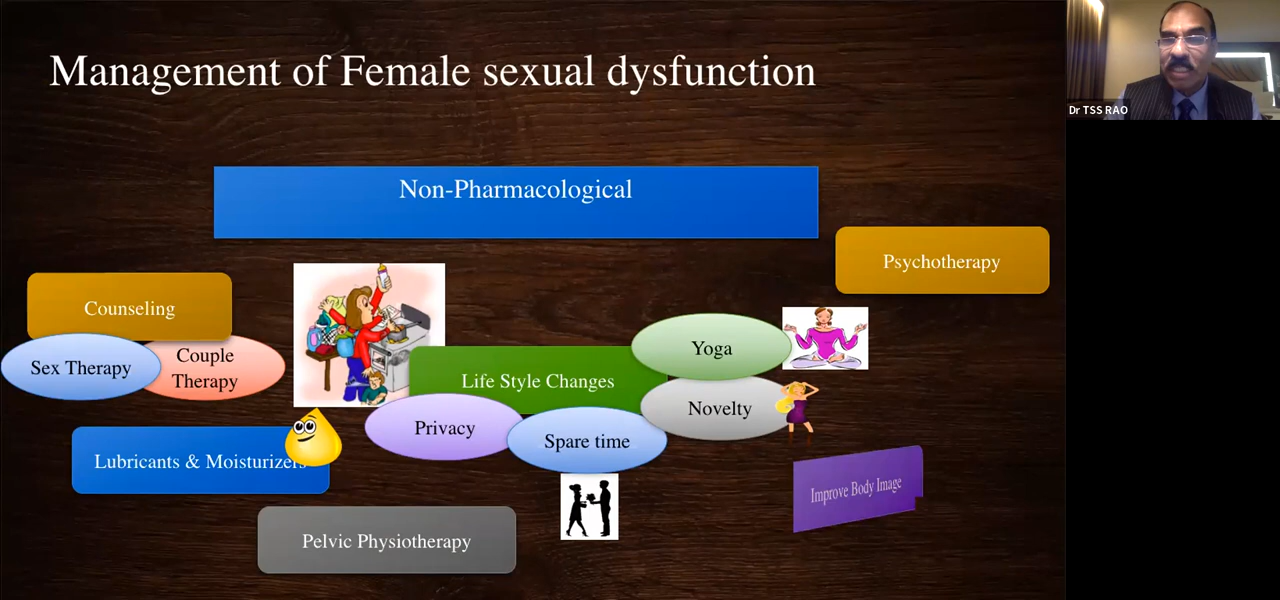 Management of Female sexual dysfunction
Dr TSS RAO
Non-Pharmacological
Psychotherapy
Counseling
Sex Therapy
Couple
Therapy
Life Style Changes
Yoga
Novelty
Privacy
Spare time
Lubricants & Moisturizers
Improve Body Image
Pelvic Physiotherapy